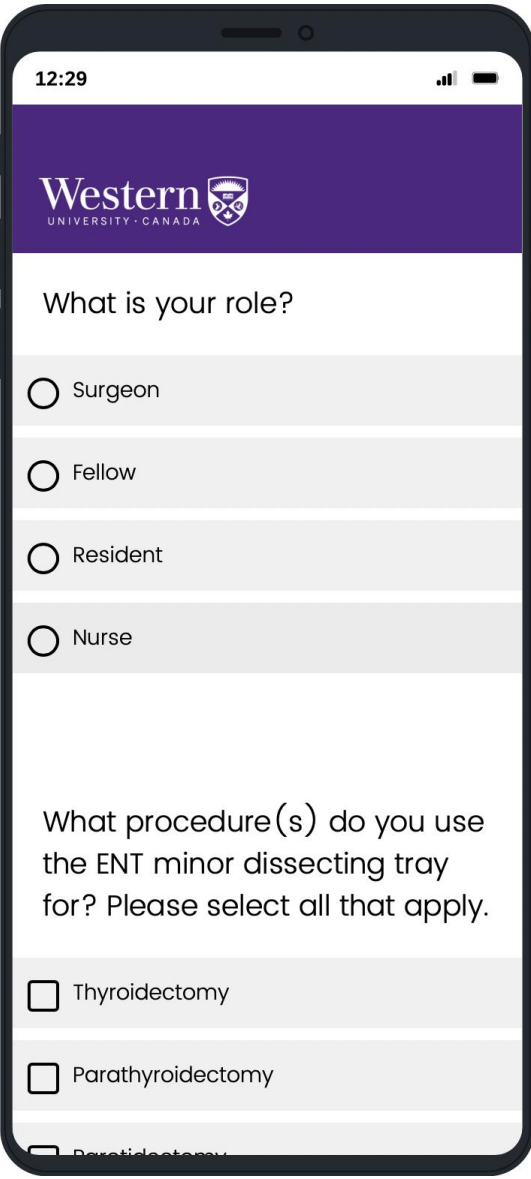 12:29
Western
UNIVERSITY · CANADA
What is your role?
Surgeon
Fellow
Resident
Nurse
What procedure(s) do you use
the ENT minor dissecting tray
for? Please select all that apply.
Thyroidectomy
Parathyroidectomy
Parotidectomy